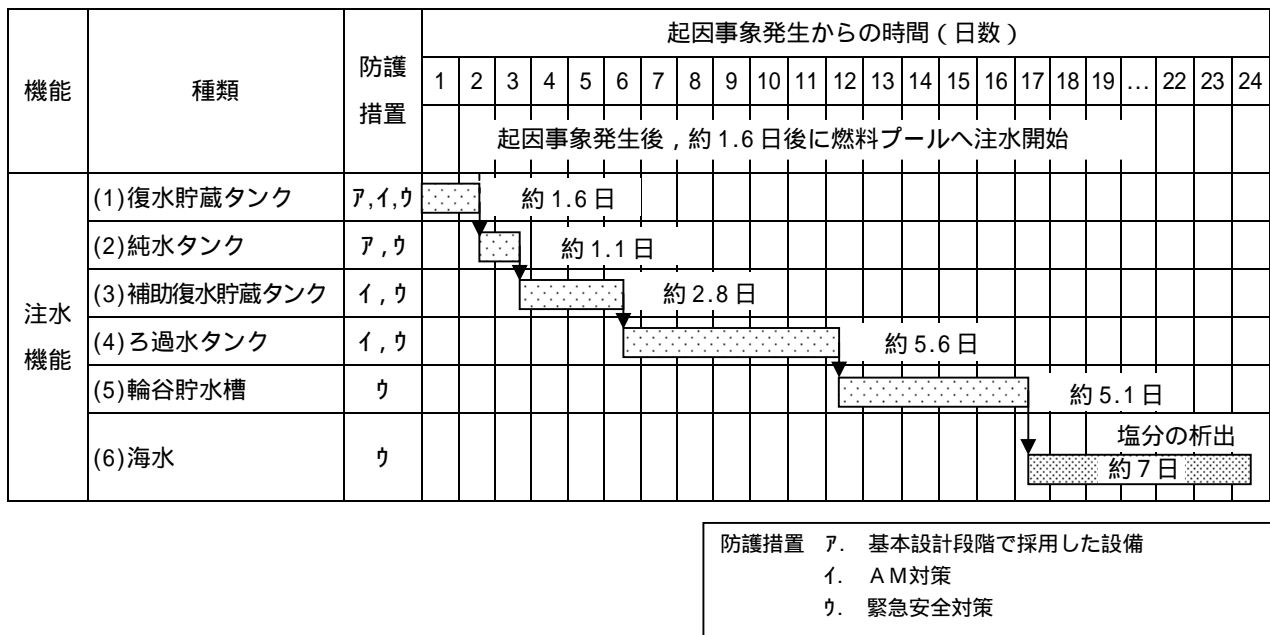 機能 種類 防護措置 起因事象発生からの時間(日数)
1 2 3 4 5 6 7 8 9 10 11 12 13 14 15 16 17 18 19 … 22 23 24
起因事象発生後,約1.6日後に燃料プールへ注水開始
注水機能
(1)復水貯蔵タンク ア,イ,ウ 約1.6日
(2)純水タンク ア,ウ 約1.1日
(3)補助復水貯蔵タンク イ,ウ 約2.8日
(4)ろ過水タンク イ,ウ 約5.6日
(5)輪谷貯水槽 ウ 約5.1日
(6)海水 ウ 塩分の析出
約7日
防護措置 ア. 基本設計段階で採用した設備
イ. AM対策
ウ. 緊急安全対策